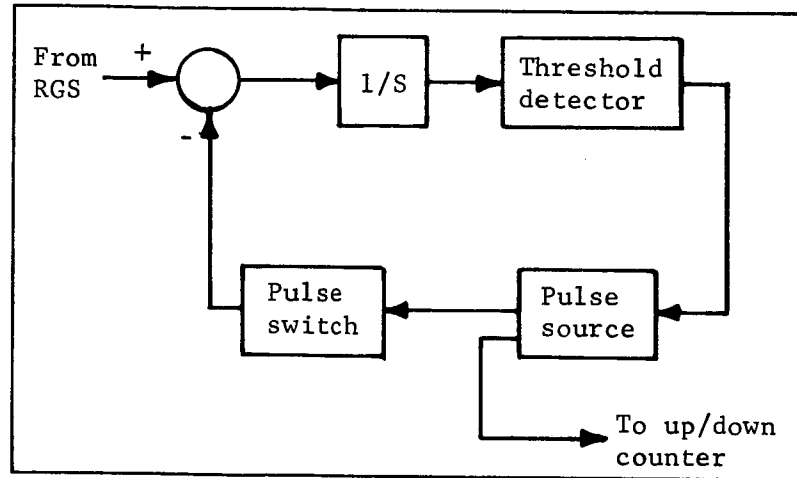 From
RGS
+
-
1/S
Threshold
detector
Pulse
switch
Pulse
source
To up/down
counter